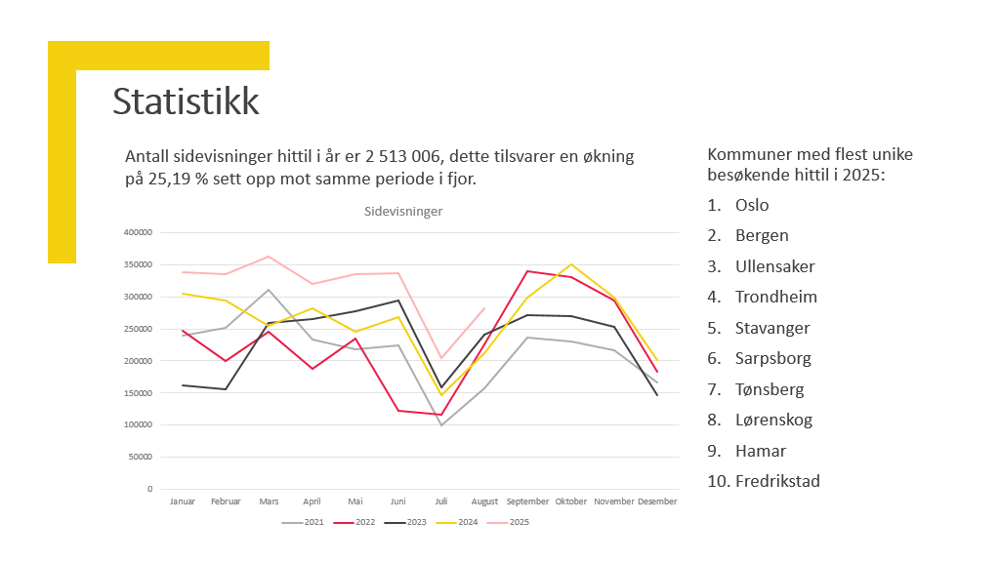 Statistikk
Antall sidevisninger hittil i år er 2 513 006, dette tilsvarer en økning
på 25,19 % sett opp mot samme periode i fjor.
Sidevisninger
400000
350000
300000
250000
200000
150000
100000
50000
0
Januar Februar Mars April Mai Juni Juli August September Oktober November Desember
2021 2022 2023 2024 2025
Kommuner med flest unike
besøkende hittil i 2025:
1. Oslo
2. Bergen
3. Ullensaker
4. Trondheim
5. Stavanger
6. Sarpsborg
7. Tønsberg
8. Lørenskog
9. Hamar
10. Fredrikstad